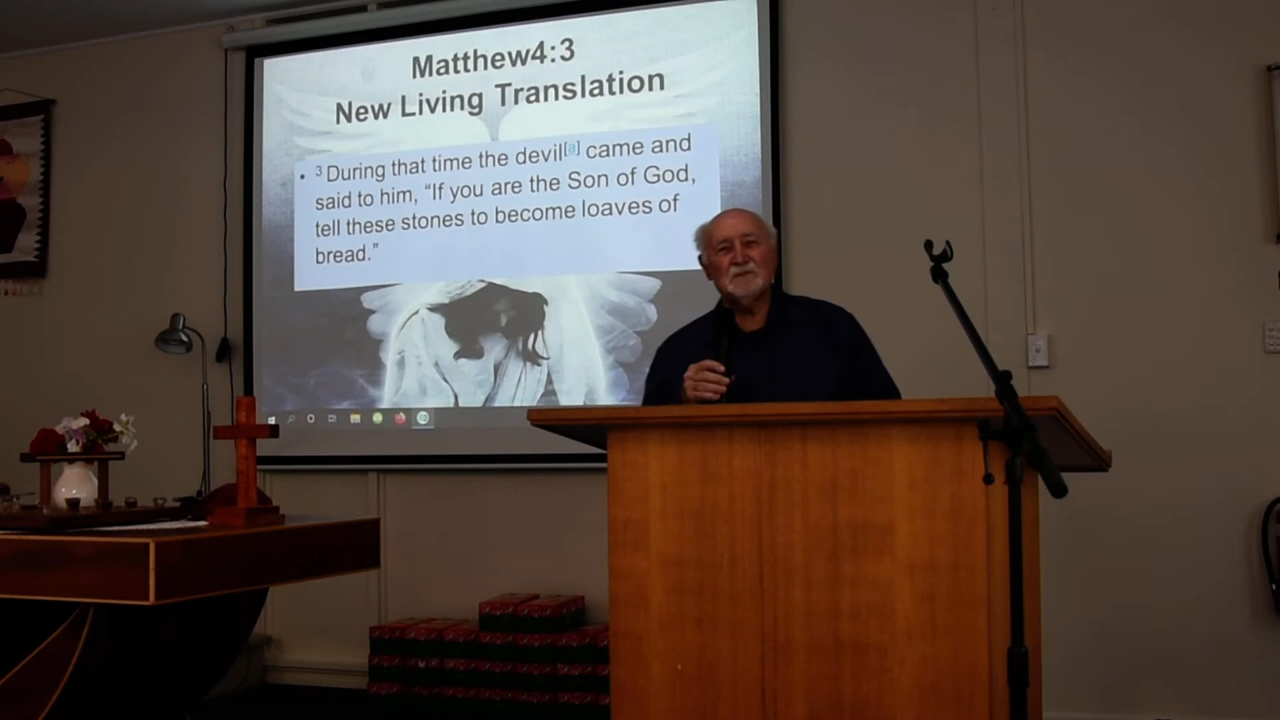 Matthew4:3
New Living Translation
• ³ During that time the devil[a] came and
said to him, “If you are the Son of God,
tell these stones to become loaves of
bread.”